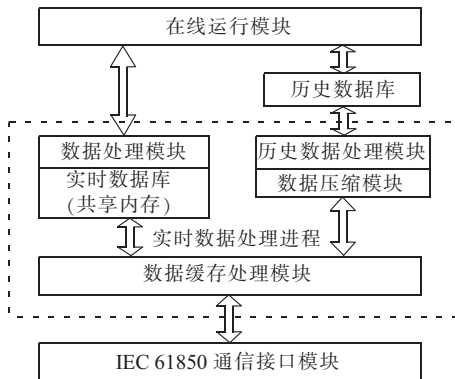 在线运行模块
历史数据库
数据处理模块
实时数据库
(共享内存)
历史数据处理模块
数据压缩模块
实时数据处理进程
数据缓存处理模块
IEC 61850 通信接口模块